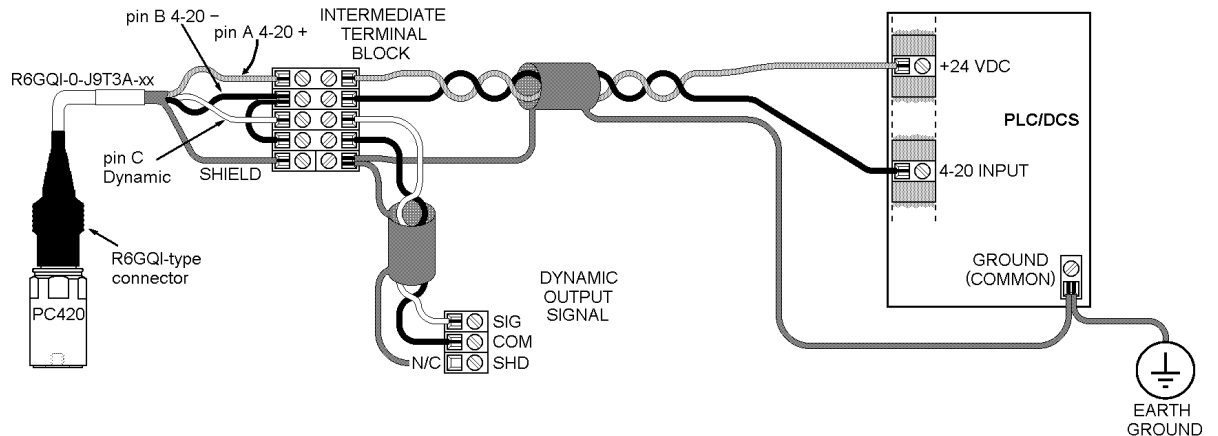 pin B 4-20 −
pin A 4-20 +
INTERMEDIATE
TERMINAL
BLOCK
R6GQI-0-J9T3A-xx
+24 VDC
PLC/DCS
pin C
Dynamic
SHIELD
4-20 INPUT
R6GQI-type
connector
GROUND
(COMMON)
DYNAMIC
OUTPUT
SIGNAL
PC420
SIG
COM
N/C
SHD
EARTH
GROUND